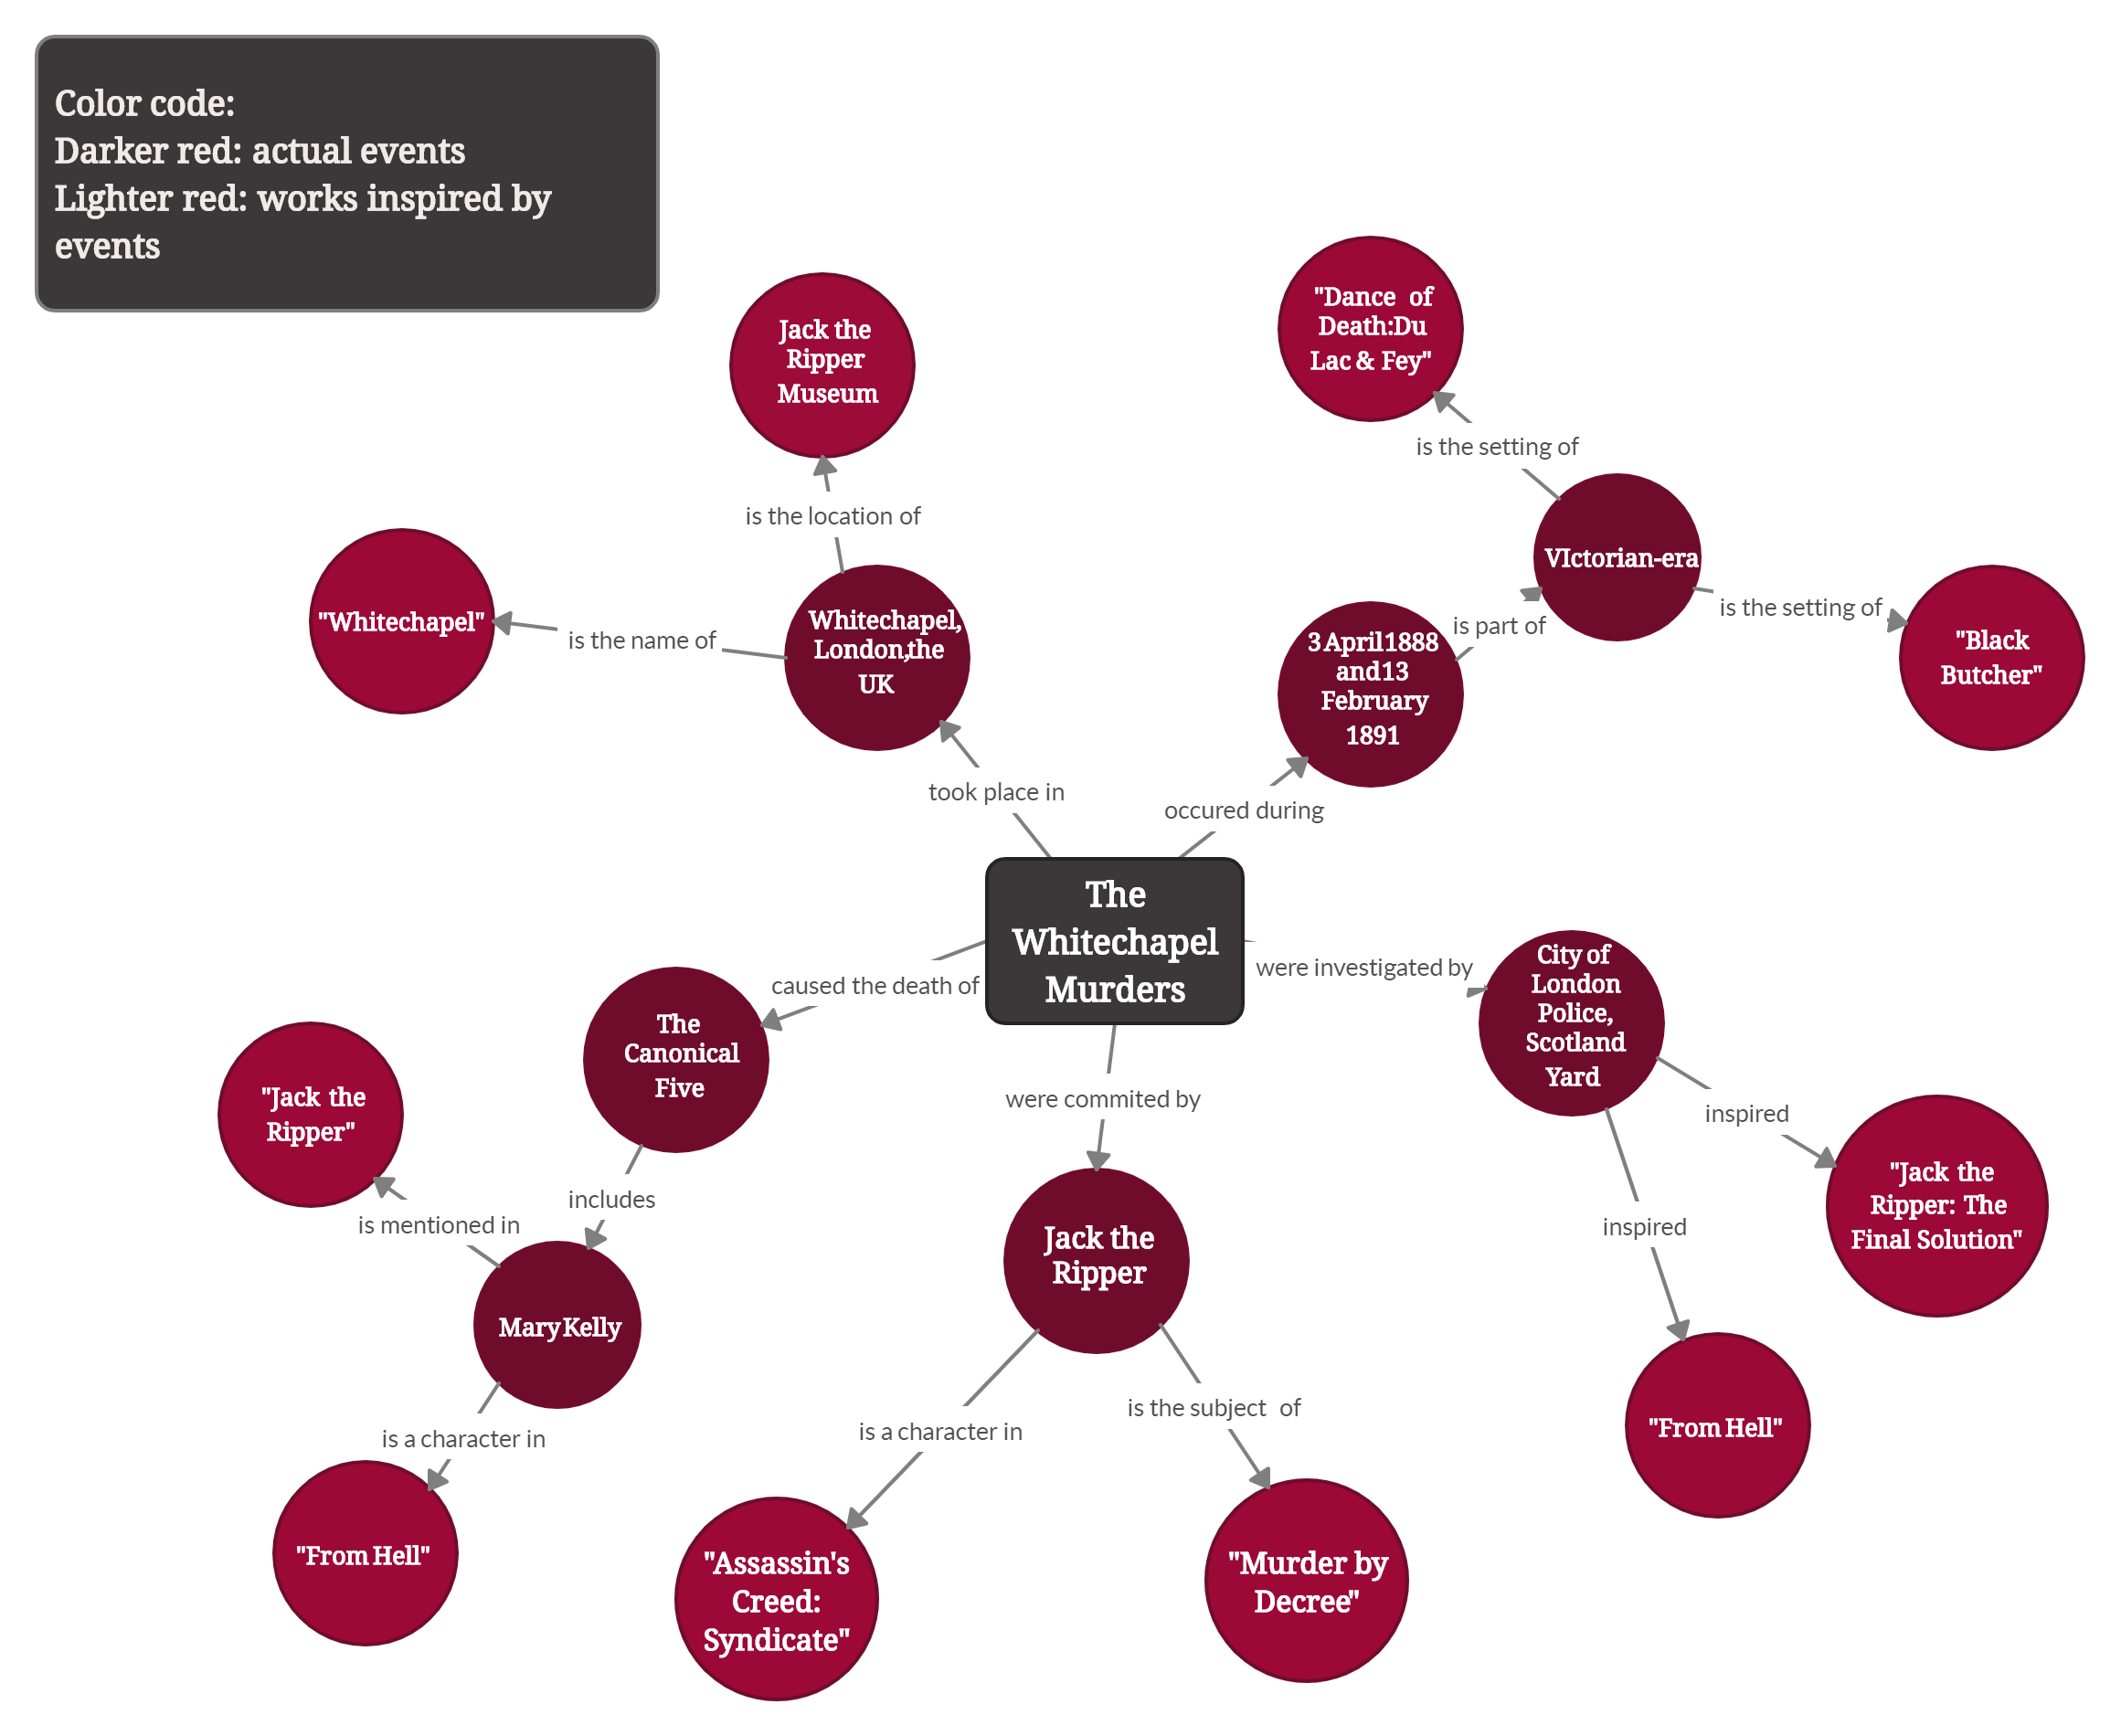 Color code:
Darker red: actual events
Lighter red: works inspired by
events
"Dance of
Death:Du
Lac & Fey"
Jack the
Ripper
Museum
is the setting of
is the location of
VIctorian-era
"Whitechapel"
is the name of
Whitechapel,
London,the
UK
is part of
is the setting of
"Black
Butcher"
3 April 1888
and 13
February
1891
took place in
occured during
The
Whitechapel
Murders
caused the death of
were investigated by
City of
London
Police,
Scotland
Yard
The
Canonical
Five
"Jack the
Ripper"
were commited by
inspired
"Jack the
Ripper: The
Final Solution"
includes
is mentioned in
inspired
Jack the
Ripper
Mary Kelly
is a character in
is a character in
is the subject of
"From Hell"
"From Hell"
"Assassin's
Creed:
Syndicate"
"Murder by
Decree"